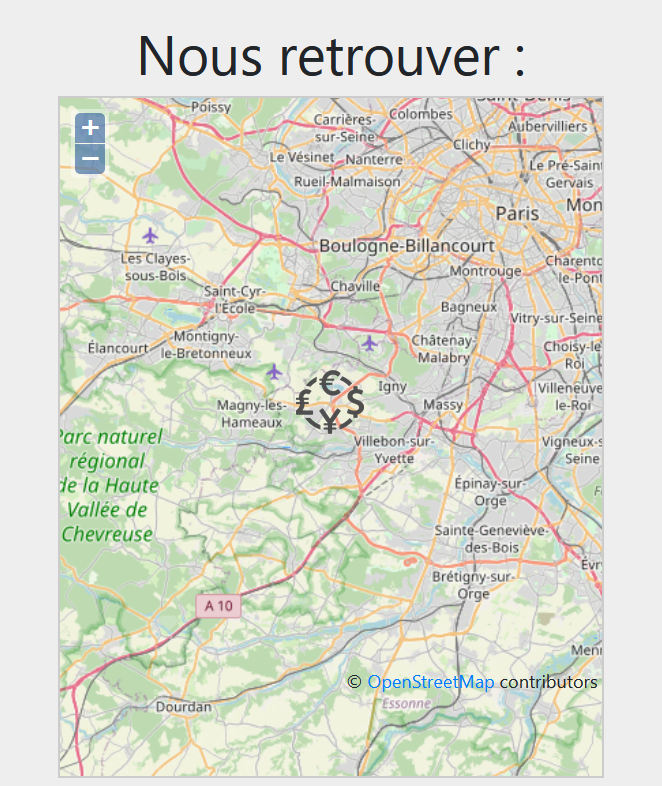 Nous retrouver :
+
−
Poissy
Carrières-
sur-Seine
Colombes
Saint-Denis
Aubervilliers
Clichy
Le Vésinet
Nanterre
Le Pré-Saint
Gervais
Rueil-Malmaison
Paris
Mon
Boulogne-Billancourt
Les Clayes-
sous-Bois
Montrouge
Charento
le-Pont
Saint-Cyr-
l'École
Chaville
Bagneux
Vitry-sur-Seine
Élancourt
Montigny-
le-Bretonneux
Châtenay-
Malabry
Choisy-le
Roi
Igny
Villeneuve
le-Roi
€
£ $
¥
Magny-les-
Hameaux
Massy
Villebon-sur-
Yvette
Vigneux-s
Seine
Parc naturel
régional
de la Haute
Vallée de
Chevreuse
Épinay-sur-
Orge
Sainte-Geneviève-
des-Bois
Évr
Brétigny-sur-
Orge
A 10
Men
© OpenStreetMap contributors
Essonne
Dourdan